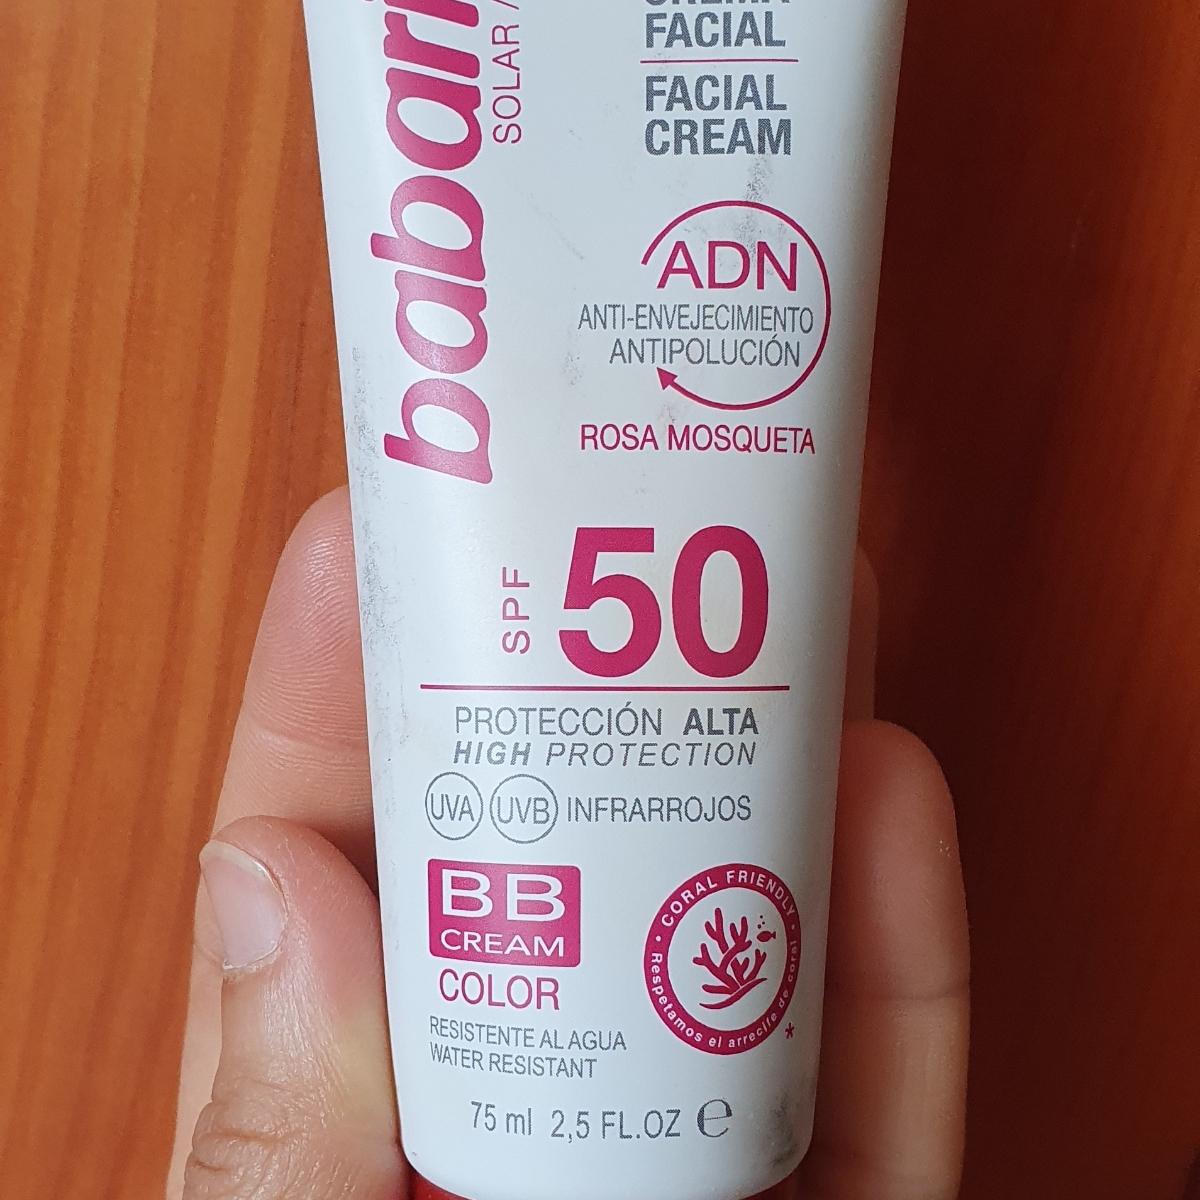 SOLAR /
FACIAL
FACIAL
CREAM
ADN
ANTI-ENVEJECIMIENTO
ANTIPOLUCIÓN
ROSA MOSQUETA
SPF 50
PROTECCIÓN ALTA
HIGH PROTECTION
UVA UVB INFRARROJOS
BB
CREAM
COLOR
RESISTENTE AL AGUA
WATER RESISTANT
• CORAL FRIENDLY •
Respetamos el arrecife de coral
*
75 ml 2,5 FL.OZ e